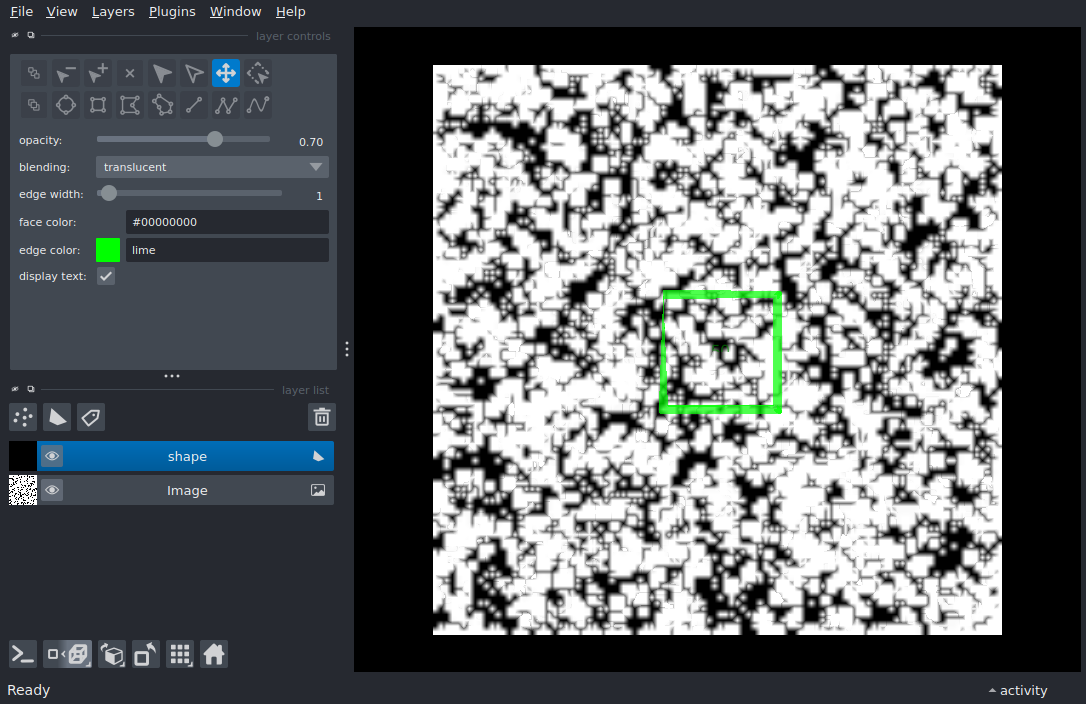 File View Layers Plugins Window Help
layer controls
opacity: 0.70
blending: translucent
edge width: 1
face color: #00000000
edge color: lime
display text:
layer list
shape
Image
Ready
activity